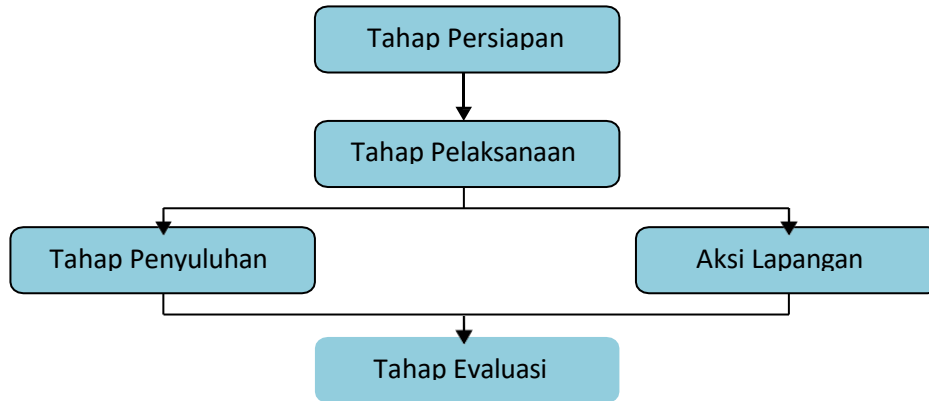 Tahap Persiapan
Tahap Pelaksanaan
Tahap Penyuluhan
Aksi Lapangan
Tahap Evaluasi